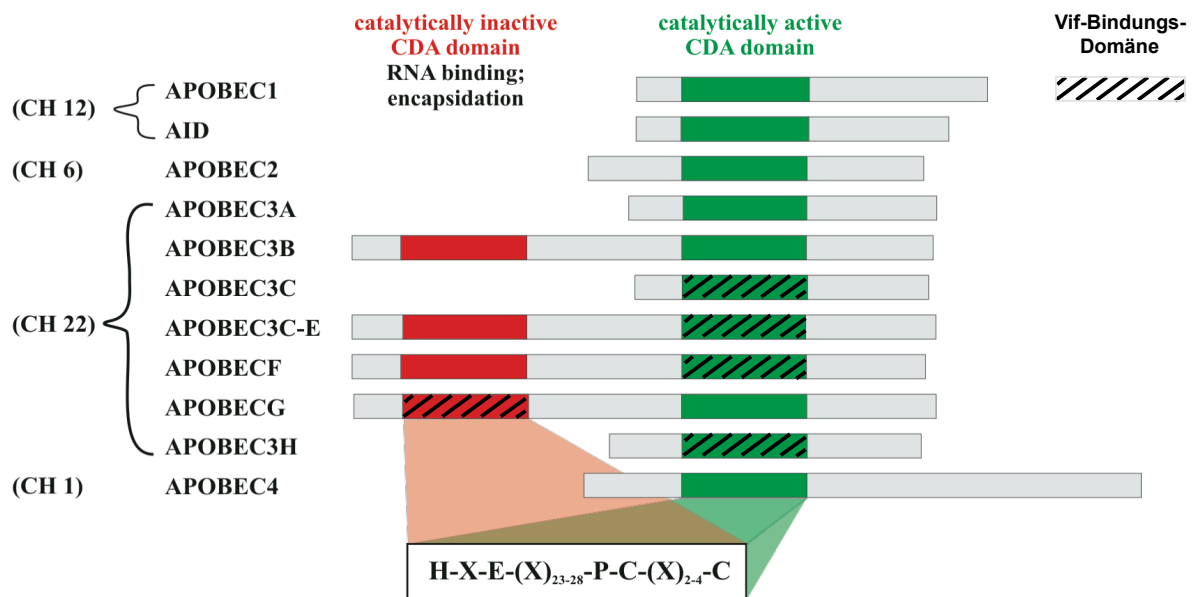 catalytically inactive
CDA domain
RNA binding;
encapsidation
catalytically active
CDA domain
Vif-Bindungs-
Domäne
(CH 12)
APOBEC1
AID
(CH 6)
APOBEC2
(CH 22)
APOBEC3A
APOBEC3B
APOBEC3C
APOBEC3C-E
APOBECF
APOBECG
APOBEC3H
(CH 1)
APOBEC4
H-X-E-(X)23-28-P-C-(X)2-4-C